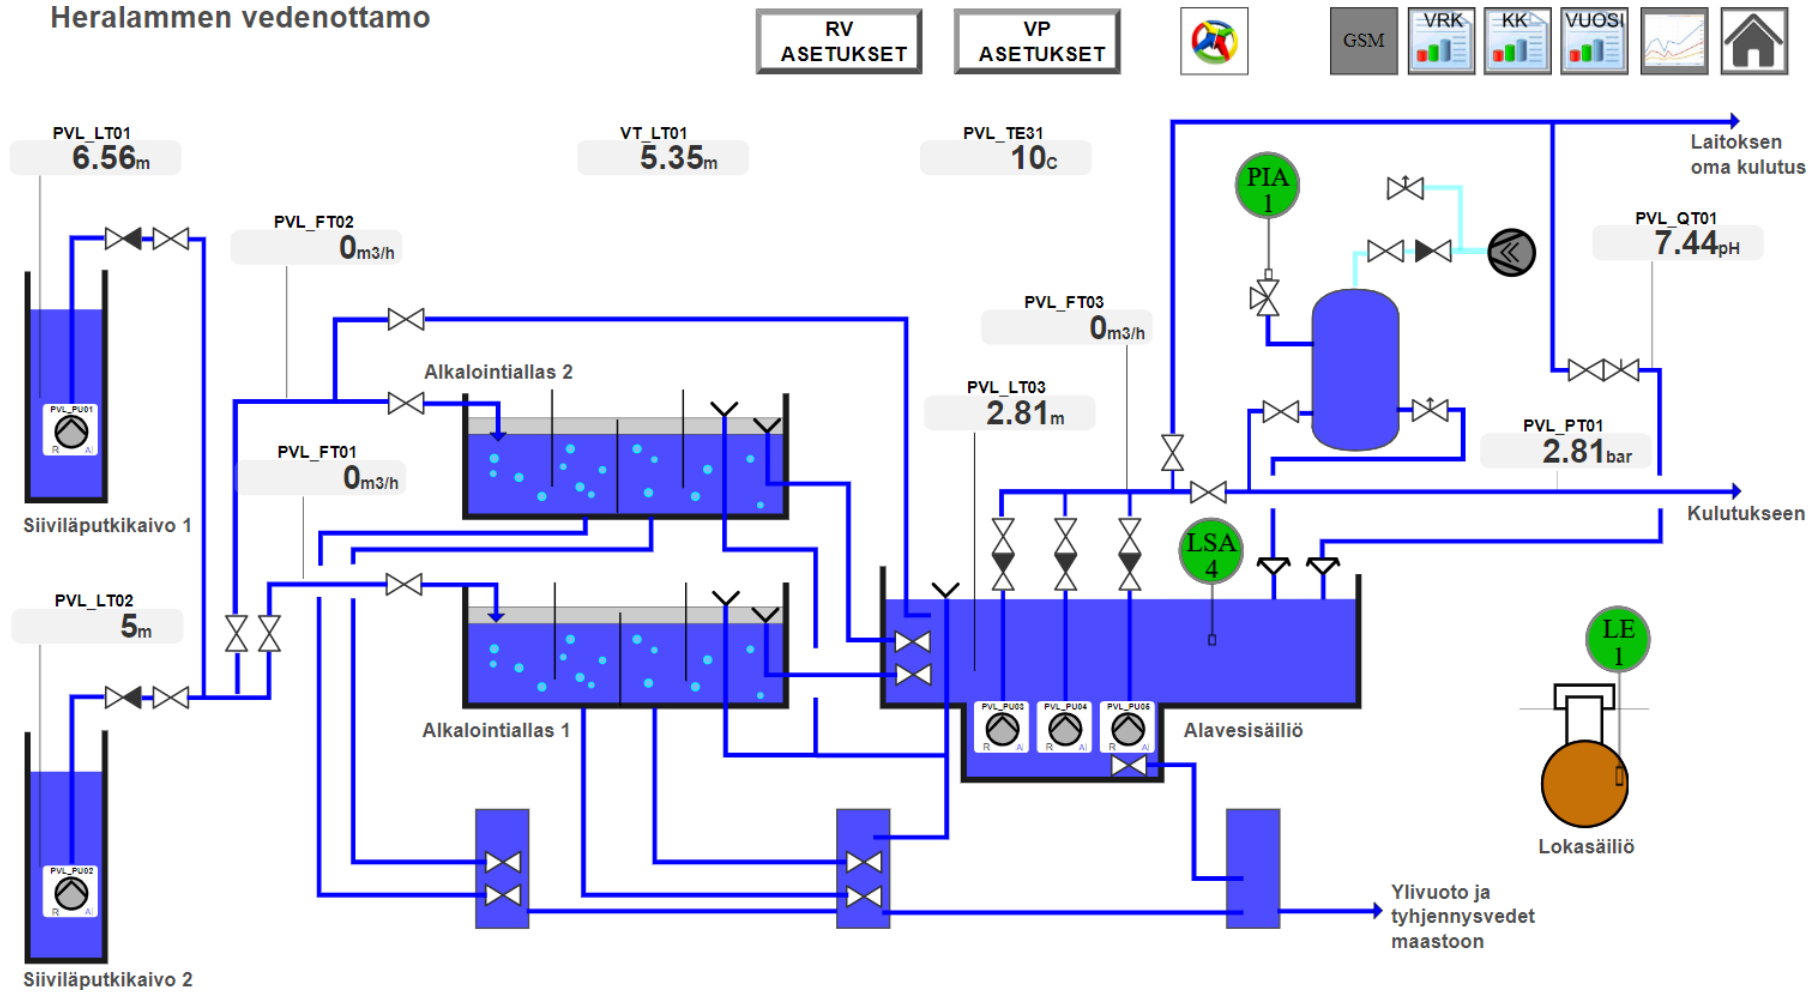 Heralammen vedenottamo
RV
ASETUKSET
VP
ASETUKSET
GSM
VRK
KK
VUOSI
PVL_LT01
6.56m
VT_LT01
5.35m
PVL_TE31
10C
Laitoksen
oma kulutus
PIA
1
PVL_FT02
0m3/h
PVL_QT01
7.44pH
PVL_FT03
0m3/h
Alkalointiallas 2
PVL_LT03
2.81m
PVL_PU01
R
A
PVL_FT01
0m3/h
PVL_PT01
2.81bar
Siiviläputkikaivo 1
Kulutukseen
LSA
4
PVL_LT02
5m
LE
1
PVL_PU03
R
A
PVL_PU04
R
A
PVL_PU05
R
A
Alkalointiallas 1
Alavesisäiliö
Lokasäiliö
PVL_PU02
R
A
Ylivuoto ja
tyhjennysvedet
maastoon
Siiviläputkikaivo 2